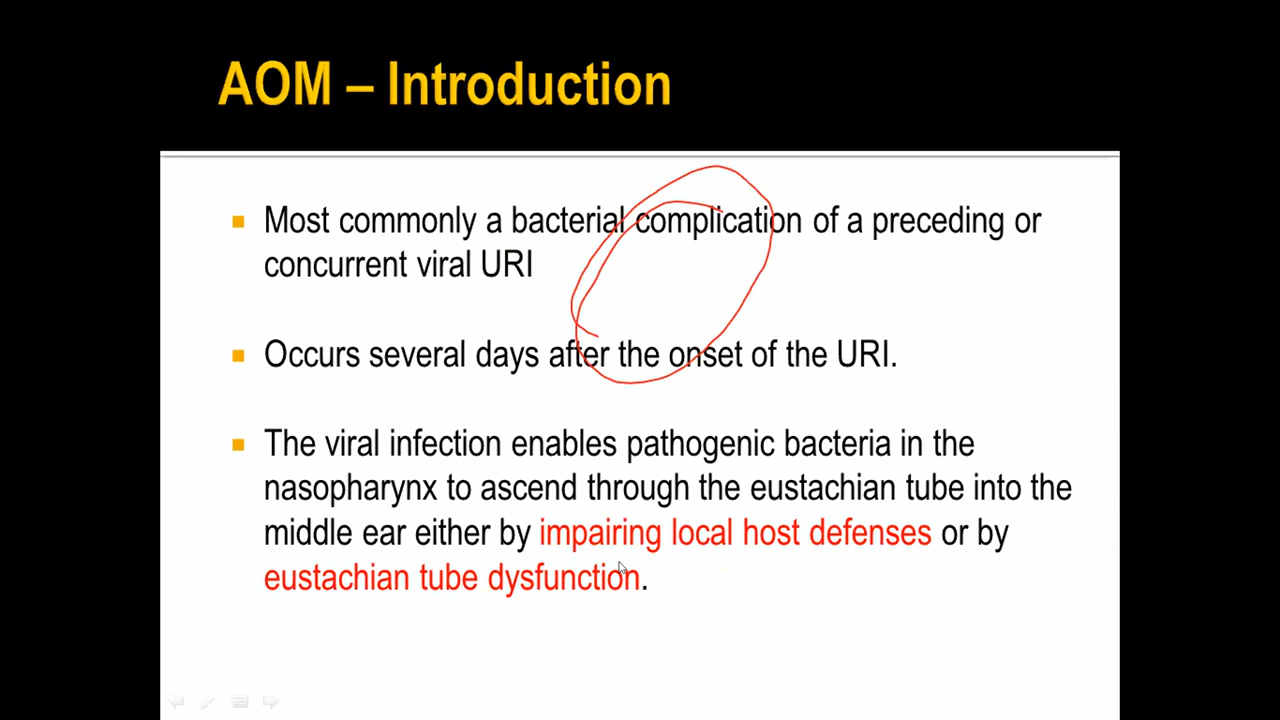 AOM – Introduction
Most commonly a bacterial complication of a preceding or
concurrent viral URI
Occurs several days after the onset of the URI.
The viral infection enables pathogenic bacteria in the
nasopharynx to ascend through the eustachian tube into the
middle ear either by impairing local host defenses or by
eustachian tube dysfunction.